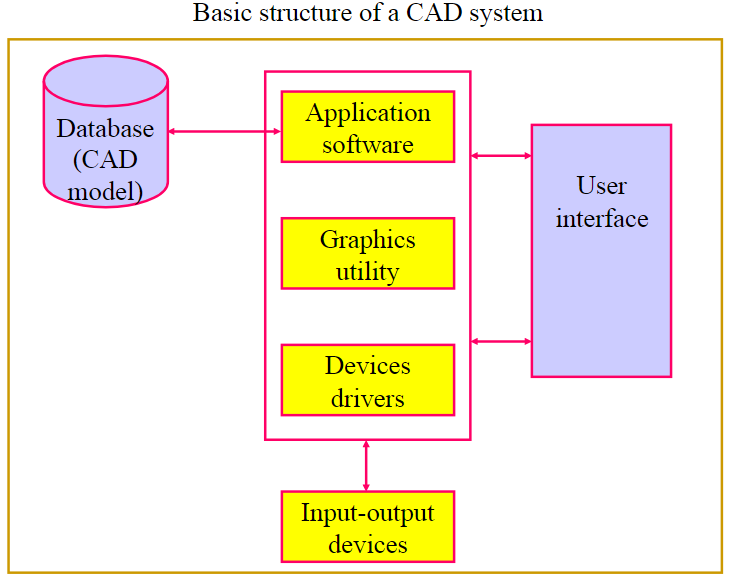 Basic structure of a CAD system
Database
(CAD
model)
Application
software
User
interface
Graphics
utility
Devices
drivers
Input-output
devices